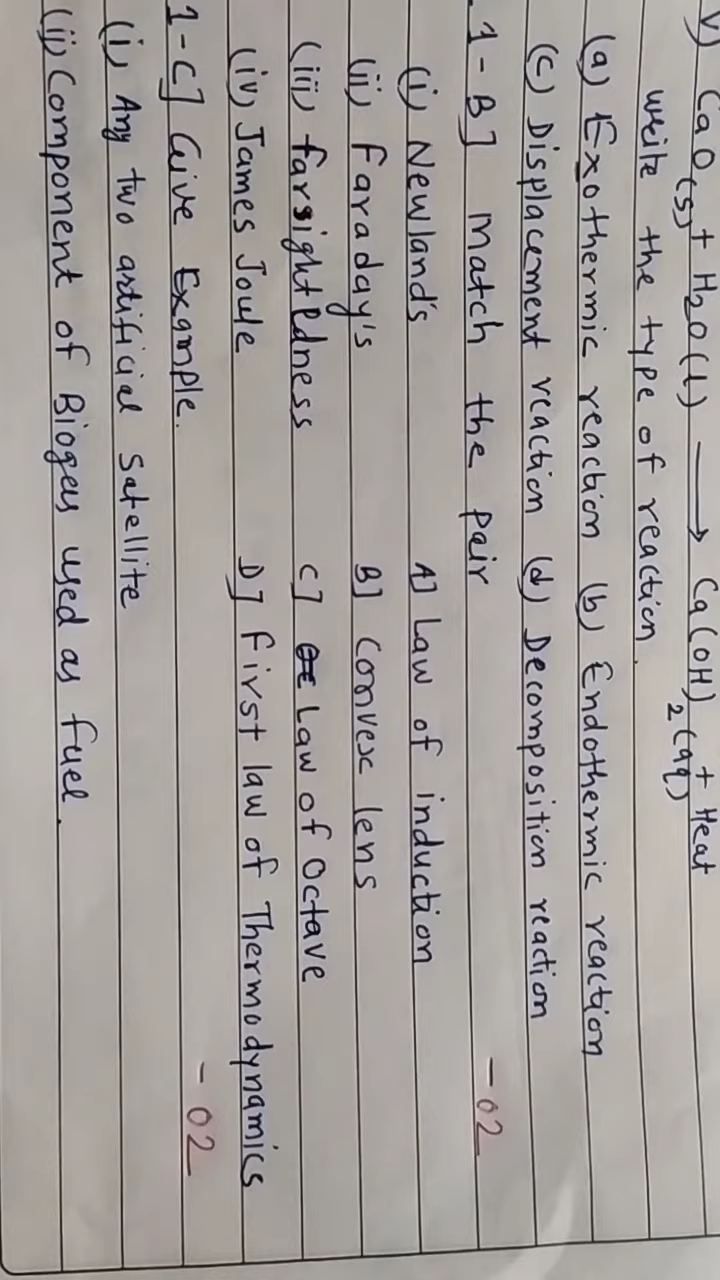 v) CaO(s) + H2O(l) ⟶ Ca(OH)2(aq) + Heat
write the type of reaction.
(a) Exothermic reaction (b) Endothermic reaction
(c) Displacement reaction (d) Decomposition reaction
1-B] Match the pair -02
(i) Newland's A] Law of induction
(ii) Faraday's B] Convex lens
(iii) farsightedness C] Law of Octave
(iv) James Joule D] First law of Thermodynamics
1-C] Give Example. -02
(i) Any two artificial satellite
(ii) Component of Biogas used as fuel.